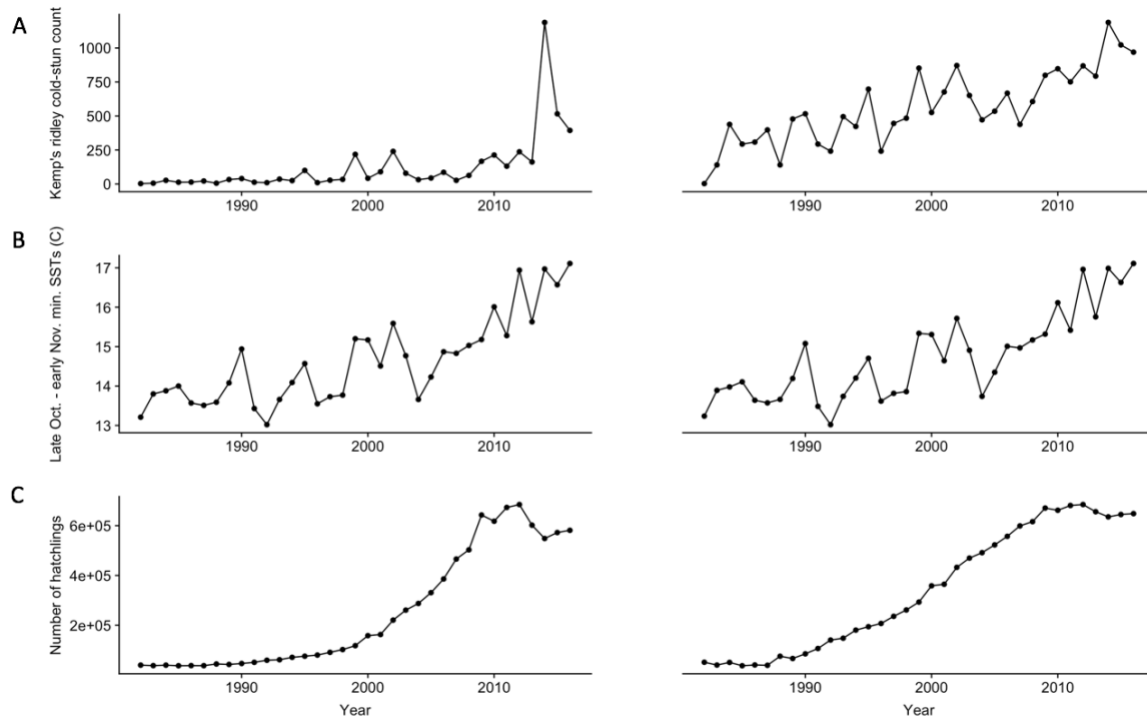 A
Kemp's ridley cold-stun count
1000
750
500
250
0
1990 2000 2010
1990 2000 2010
B
Late Oct. - early Nov. min. SSTs (C)
17
16
15
14
13
1990 2000 2010
1990 2000 2010
C
Number of hatchlings
6e+05
4e+05
2e+05
1990 2000 2010
1990 2000 2010
Year
Year